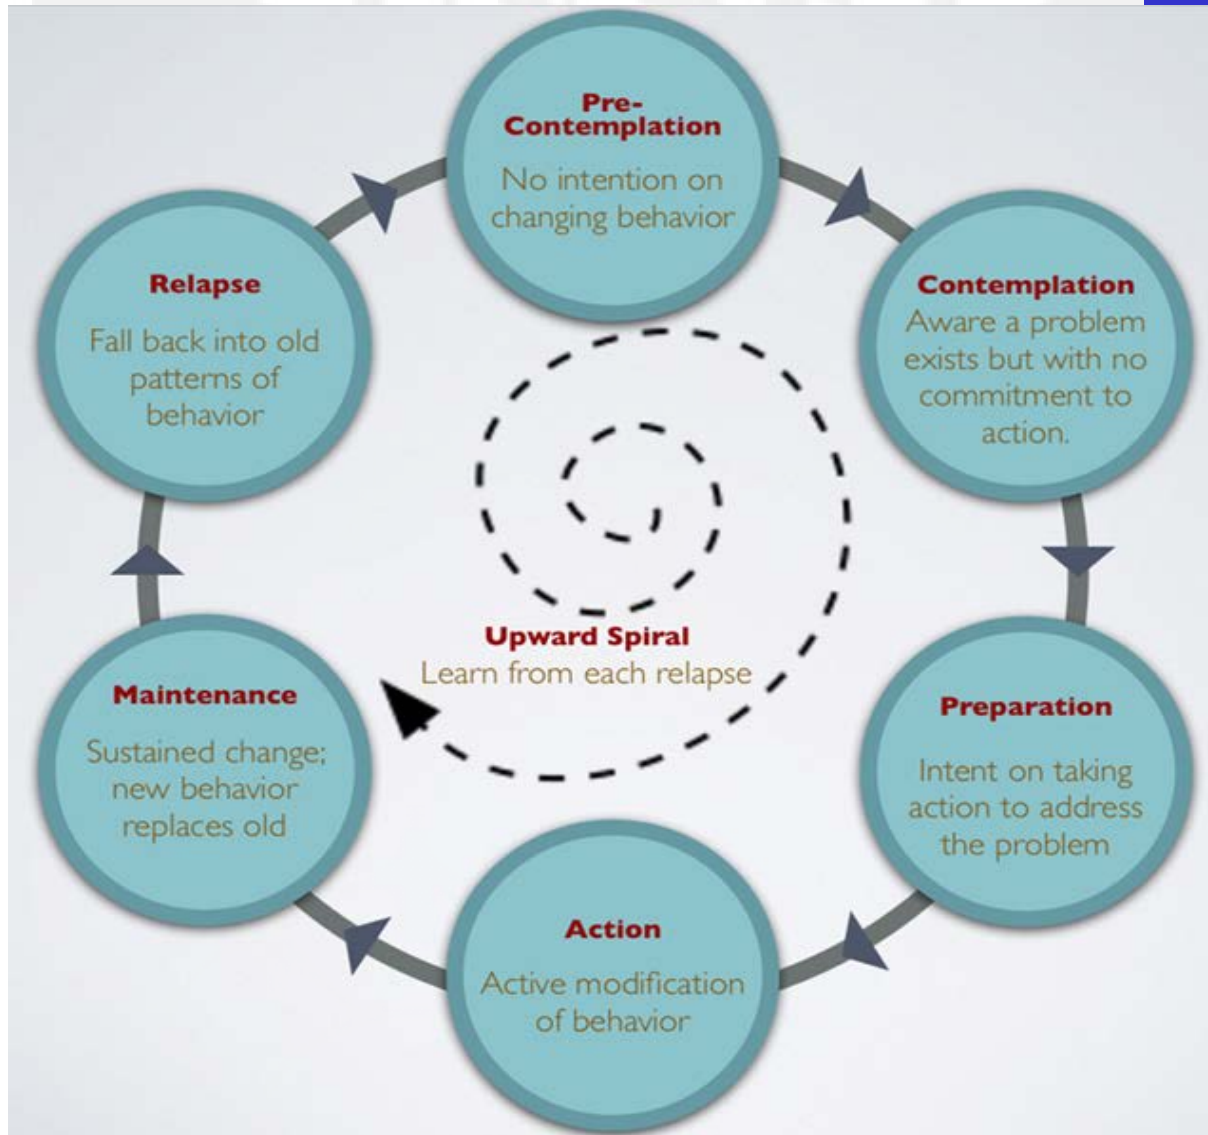 Pre-
Contemplation
No intention on
changing behavior
Contemplation
Aware a problem
exists but with no
commitment to
action.
Preparation
Intent on taking
action to address
the problem
Action
Active modification
of behavior
Maintenance
Sustained change;
new behavior
replaces old
Relapse
Fall back into old
patterns of
behavior
Upward Spiral
Learn from each relapse